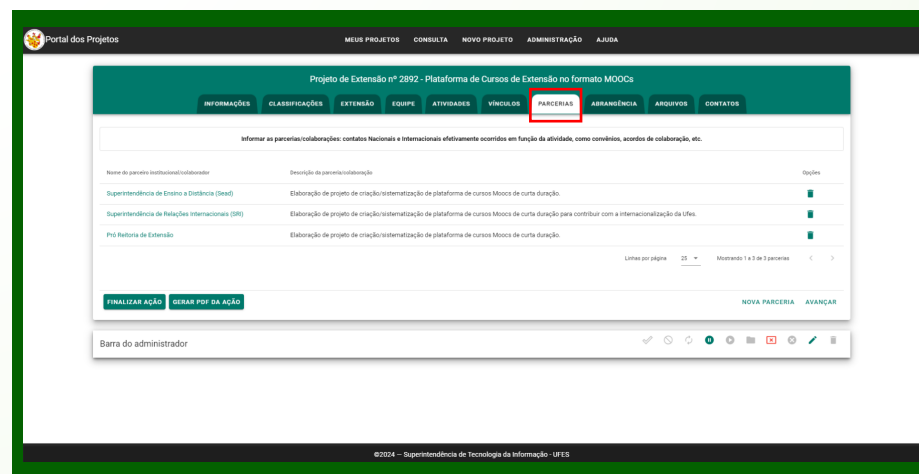 Portal dos Projetos
MEUS PROJETOS CONSULTA NOVO PROJETO ADMINISTRAÇÃO AJUDA
Projeto de Extensão nº 2892 - Plataforma de Cursos de Extensão no formato MOOCs
INFORMAÇÕES CLASSIFICAÇÕES EXTENSÃO EQUIPE ATIVIDADES VÍNCULOS PARCERIAS ABRANGÊNCIA ARQUIVOS CONTATOS
Informar as parcerias/colaborações: contatos Nacionais e Internacionais efetivamente ocorridos em função da atividade, como convênios, acordos de colaboração, etc.
Nome do parceiro institucional/colaborador Descrição da parceria/colaboração Opções
Superintendência de Ensino a Distância (Sead) Elaboração de projeto de criação/sistematização de plataforma de cursos Moocs de curta duração.
Superintendência de Relações Internacionais (SRI) Elaboração de projeto de criação/sistematização de plataforma de cursos Moocs de curta duração para contribuir com a internacionalização da Ufes.
Pró Reitoria de Extensão Elaboração de projeto de criação/sistematização de plataforma de cursos Moocs de curta duração.
Linhas por página 25 Mostrando 1 a 3 de 3 parcerias
FINALIZAR AÇÃO GERAR PDF DA AÇÃO NOVA PARCERIA AVANÇAR
Barra do administrador
©2024 — Superintendência de Tecnologia da Informação - UFES